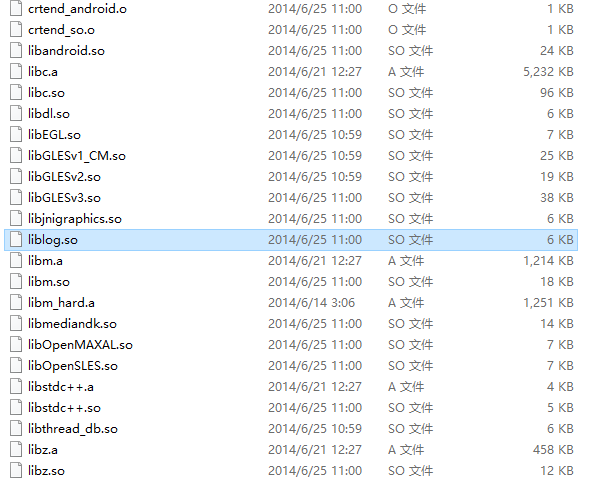 crtend_android.o 2014/6/25 11:00 O 文件 1 KB
crtend_so.o 2014/6/25 11:00 O 文件 1 KB
libandroid.so 2014/6/25 11:00 SO 文件 24 KB
libc.a 2014/6/21 12:27 A 文件 5,232 KB
libc.so 2014/6/25 11:00 SO 文件 96 KB
libdl.so 2014/6/25 11:00 SO 文件 6 KB
libEGL.so 2014/6/25 10:59 SO 文件 7 KB
libGLESv1_CM.so 2014/6/25 10:59 SO 文件 25 KB
libGLESv2.so 2014/6/25 10:59 SO 文件 19 KB
libGLESv3.so 2014/6/25 11:00 SO 文件 38 KB
libjnigraphics.so 2014/6/25 11:00 SO 文件 6 KB
liblog.so 2014/6/25 11:00 SO 文件 6 KB
libm.a 2014/6/21 12:27 A 文件 1,214 KB
libm.so 2014/6/25 11:00 SO 文件 18 KB
libm_hard.a 2014/6/14 3:06 A 文件 1,251 KB
libmediandk.so 2014/6/25 11:00 SO 文件 14 KB
libOpenMAXAL.so 2014/6/25 11:00 SO 文件 7 KB
libOpenSLES.so 2014/6/25 11:00 SO 文件 7 KB
libstdc++.a 2014/6/21 12:27 A 文件 4 KB
libstdc++.so 2014/6/25 11:00 SO 文件 5 KB
libthread_db.so 2014/6/25 10:59 SO 文件 6 KB
libz.a 2014/6/21 12:27 A 文件 458 KB
libz.so 2014/6/25 11:00 SO 文件 12 KB